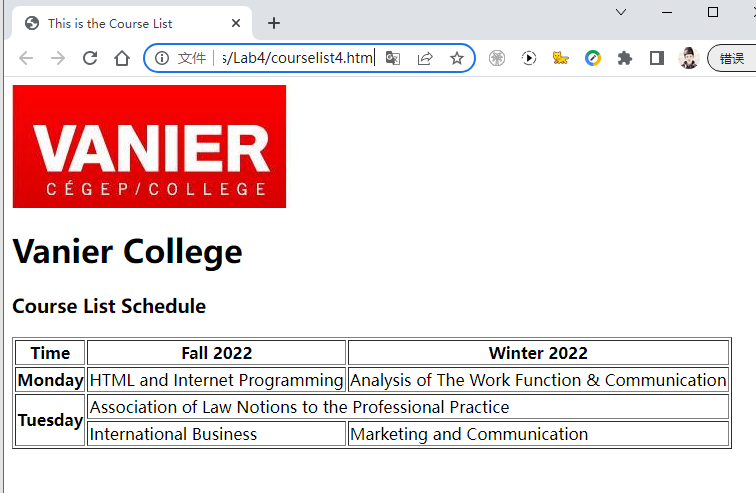 This is the Course List
文件 s/Lab4/courselist4.htm 错误
VANIER
CÉGEP/COLLEGE
Vanier College
Course List Schedule
Time Fall 2022 Winter 2022
Monday HTML and Internet Programming Analysis of The Work Function & Communication
Tuesday Association of Law Notions to the Professional Practice
International Business Marketing and Communication